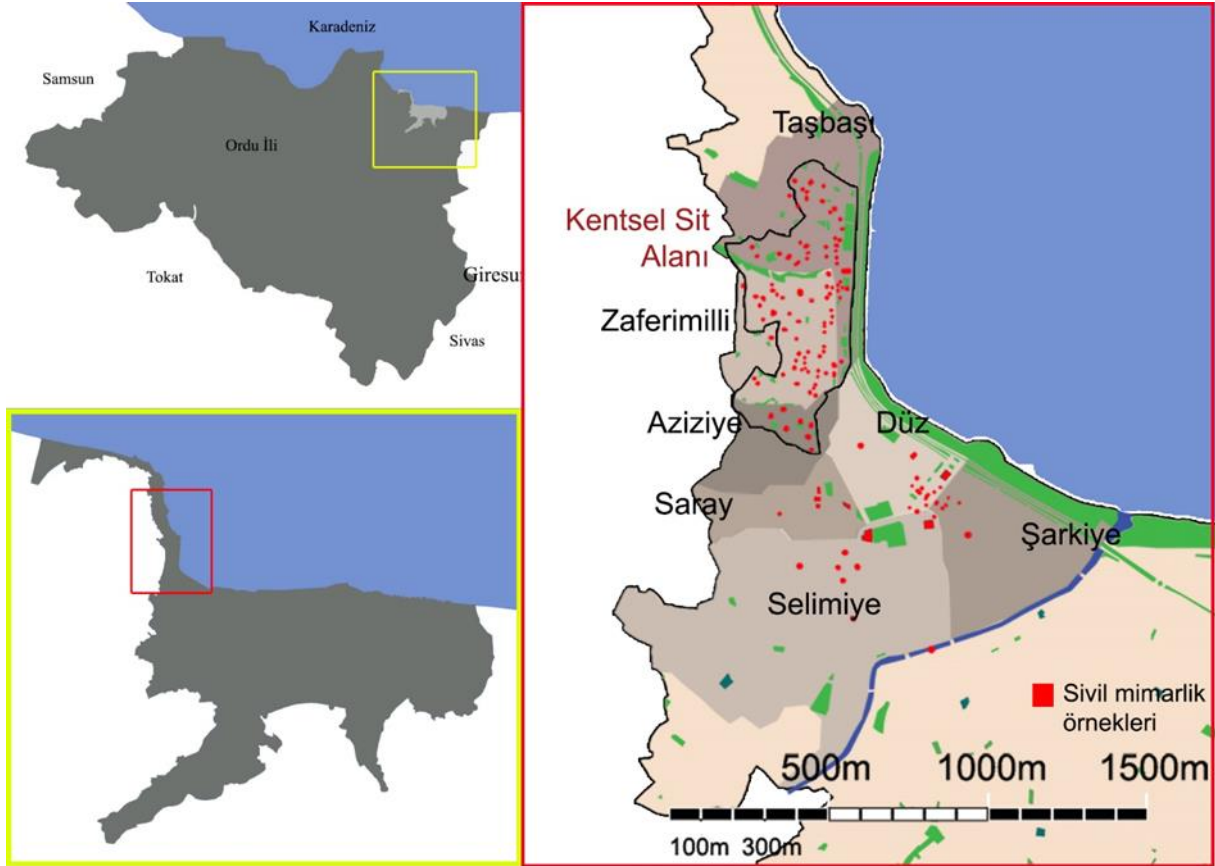 Karadeniz
Samsun
Ordu İli
Tokat
Giresun
Sivas
Taşbaşı
Kentsel Sit
Alanı
Zaferimilli
Aziziye
Düz
Saray
Şarkiye
Selimiye
Sivil mimarlik
örnekleri
500m 1000m 1500m
100m 300m